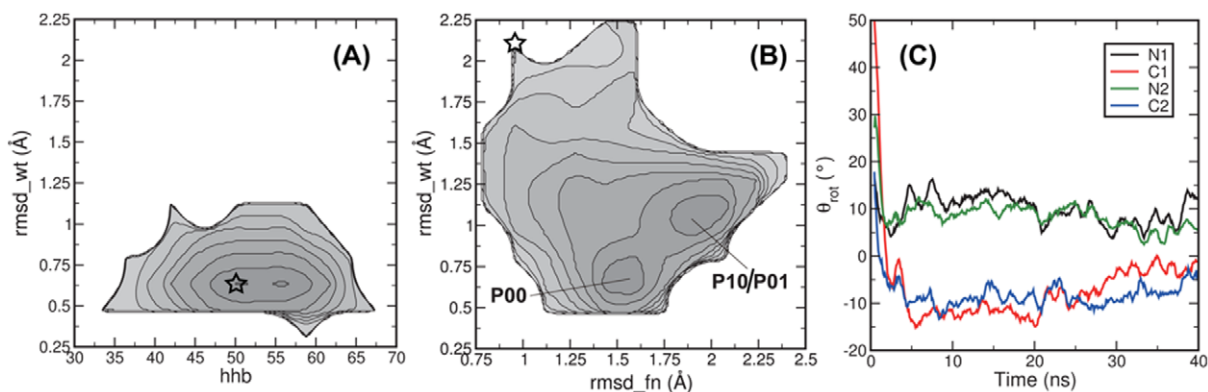 (A)
rmsd_wt (Å)
2.25
2
1.75
1.5
1.25
1
0.75
0.5
0.25
30 35 40 45 50 55 60 65 70
hhb
(B)
rmsd_wt (Å)
2.25
2
1.75
1.5
1.25
1
0.75
0.5
0.25
P00
P10/P01
0.75 1 1.25 1.5 1.75 2 2.25 2.5
rmsd_fn (Å)
(C)
N1
C1
N2
C2
θrot (°)
50
40
30
20
10
0
-10
-20
0 10 20 30 40
Time (ns)